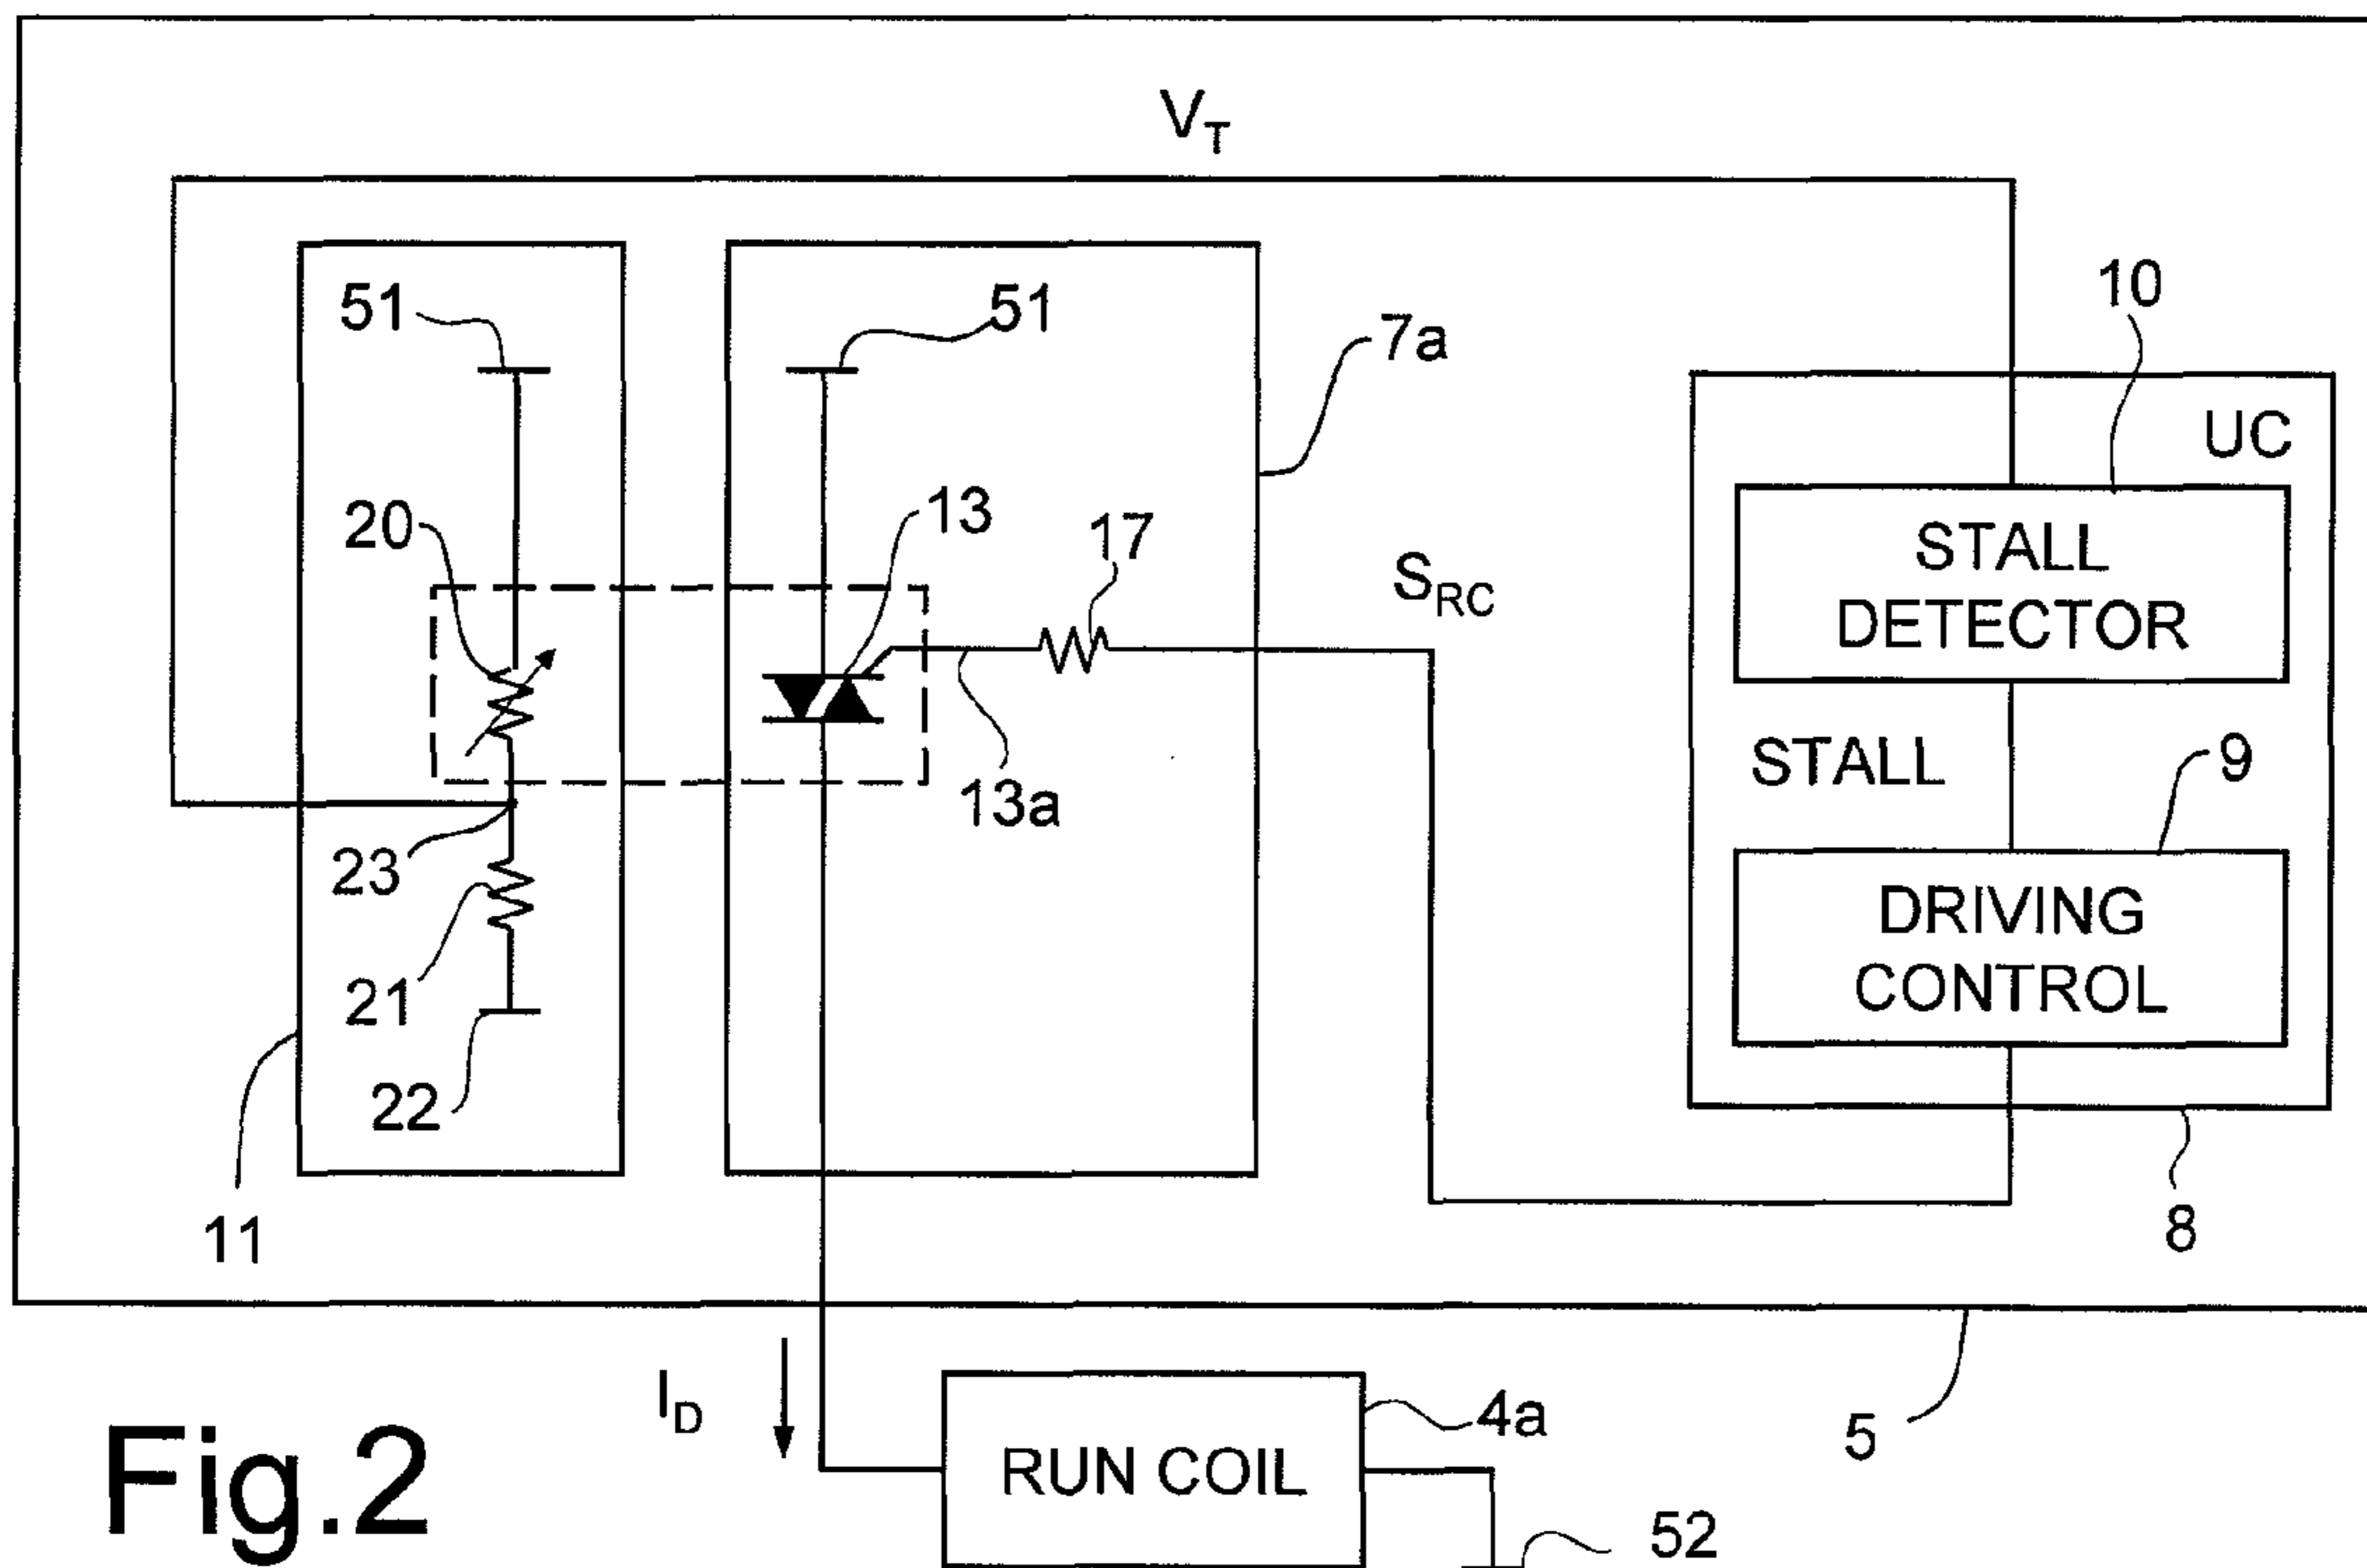 V_T
51
51
7a
10
UC
20
13
17
S_RC
STALL
DETECTOR
STALL
9
13a
23
DRIVING
CONTROL
21
22
11
8
I_D
4a
5
RUN COIL
52
Fig.2